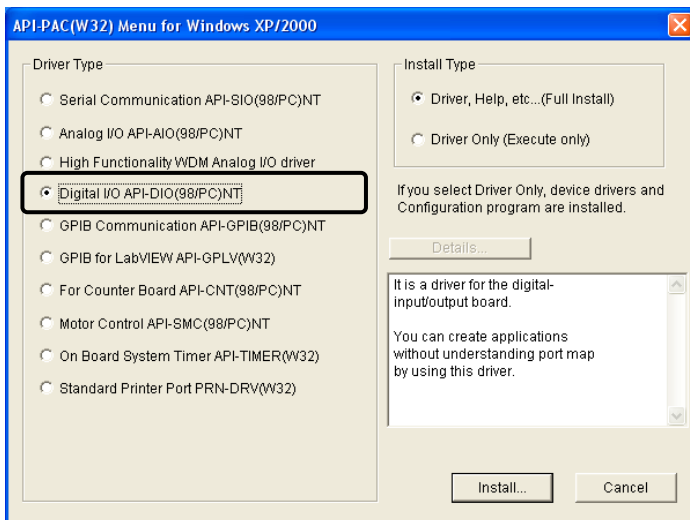 API-PAC(W32) Menu for Windows XP/2000
Driver Type
Serial Communication API-SIO(98/PC)NT
Analog I/O API-AIO(98/PC)NT
High Functionality WDM Analog I/O driver
Digital I/O API-DIO(98/PC)NT
GPIB Communication API-GPIB(98/PC)NT
GPIB for LabVIEW API-GPLV(W32)
For Counter Board API-CNT(98/PC)NT
Motor Control API-SMC(98/PC)NT
On Board System Timer API-TIMER(W32)
Standard Printer Port PRN-DRV(W32)
Install Type
Driver, Help, etc...(Full Install)
Driver Only (Execute only)
If you select Driver Only, device drivers and
Configuration program are installed.
Details...
It is a driver for the digital-
input/output board.
You can create applications
without understanding port map
by using this driver.
Install...
Cancel